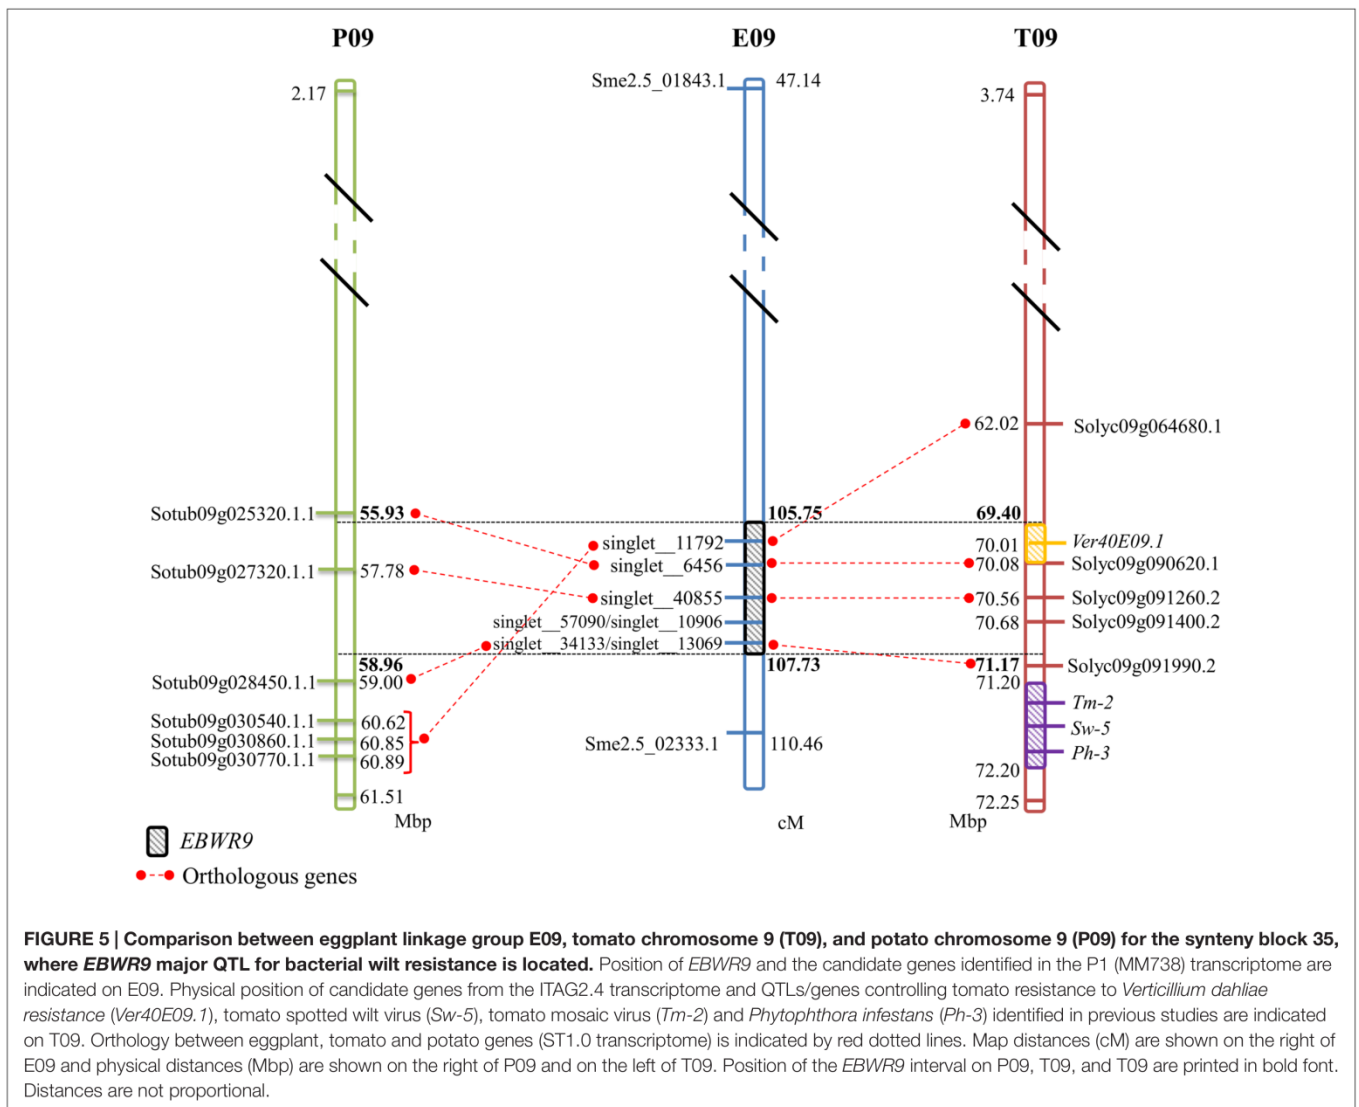 P09
E09
T09
2.17
Sme2.5_01843.1
47.14
3.74
62.02
Solyc09g064680.1
Sotub09g025320.1.1
55.93
105.75
69.40
singlet__11792
70.01
Ver40E09.1
singlet__6456
70.08
Solyc09g090620.1
Sotub09g027320.1.1
57.78
singlet__40855
70.56
Solyc09g091260.2
singlet__57090/singlet__10906
70.68
Solyc09g091400.2
singlet__34133/singlet__13069
58.96
107.73
71.17
Solyc09g091990.2
Sotub09g028450.1.1
59.00
71.20
Tm-2
Sotub09g030540.1.1
60.62
Sw-5
Sotub09g030860.1.1
60.85
Sme2.5_02333.1
110.46
Ph-3
Sotub09g030770.1.1
60.89
72.20
61.51
72.25
Mbp
cM
Mbp
EBWR9
Orthologous genes
FIGURE 5 | Comparison between eggplant linkage group E09, tomato chromosome 9 (T09), and potato chromosome 9 (P09) for the synteny block 35,
where EBWR9 major QTL for bacterial wilt resistance is located. Position of EBWR9 and the candidate genes identified in the P1 (MM738) transcriptome are
indicated on E09. Physical position of candidate genes from the ITAG2.4 transcriptome and QTLs/genes controlling tomato resistance to Verticillium dahliae
resistance (Ver40E09.1), tomato spotted wilt virus (Sw-5), tomato mosaic virus (Tm-2) and Phytophthora infestans (Ph-3) identified in previous studies are indicated
on T09. Orthology between eggplant, tomato and potato genes (ST1.0 transcriptome) is indicated by red dotted lines. Map distances (cM) are shown on the right of
E09 and physical distances (Mbp) are shown on the right of P09 and on the left of T09. Position of the EBWR9 interval on P09, T09, and T09 are printed in bold font.
Distances are not proportional.